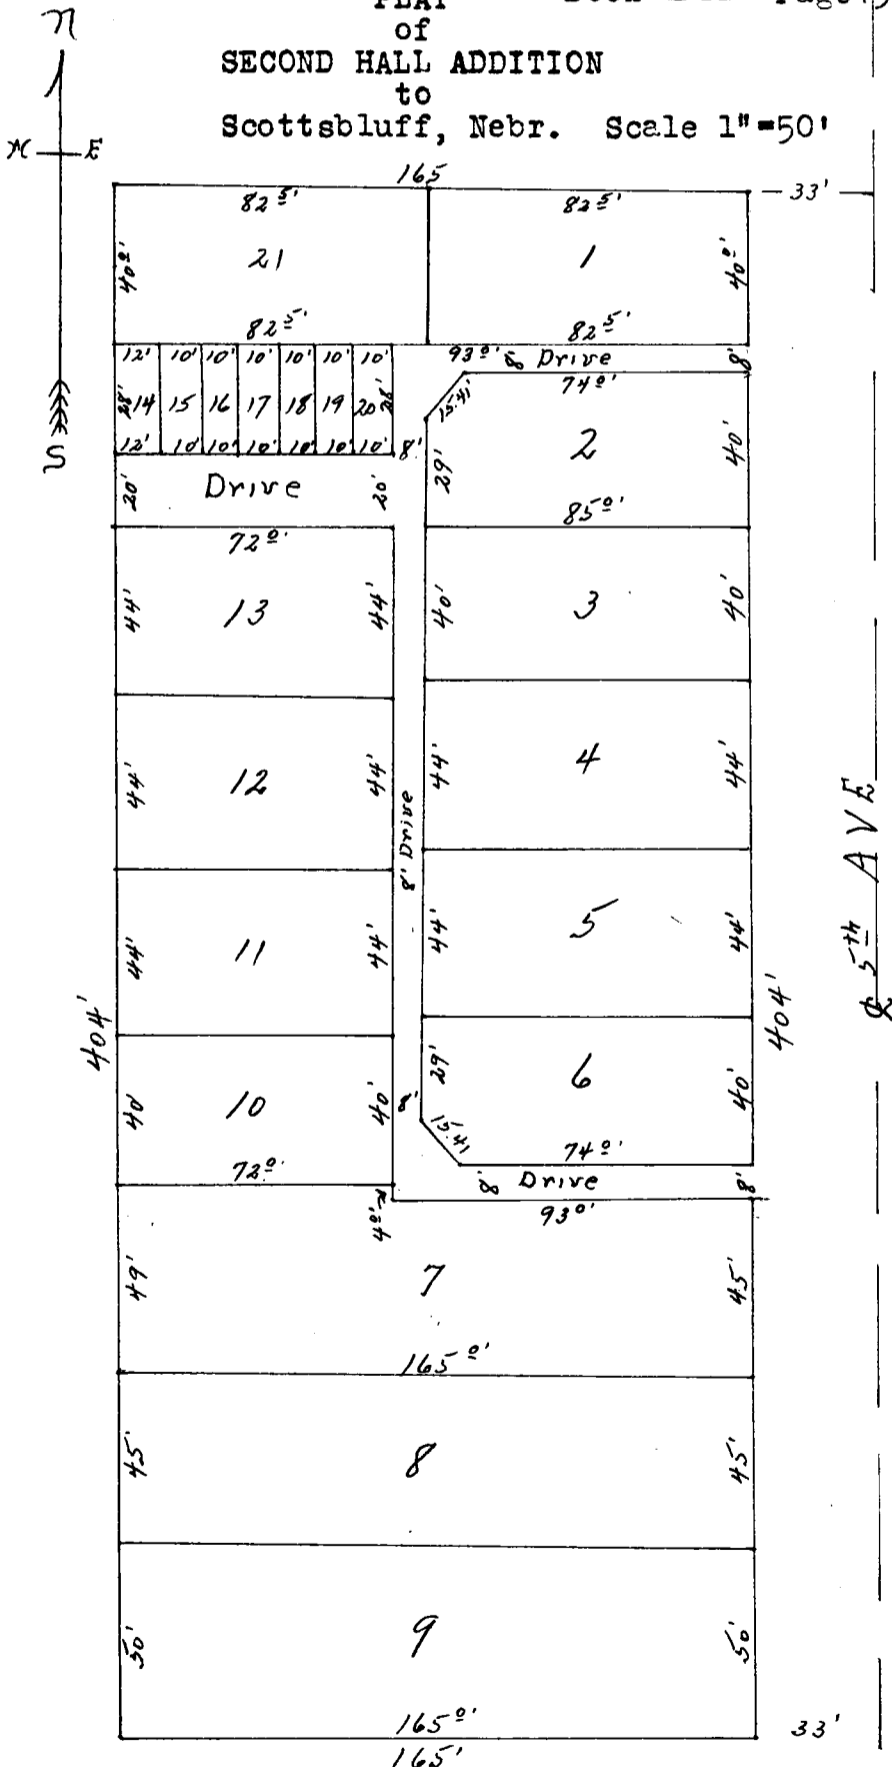 PLAT
of
SECOND HALL ADDITION
to
Scottsbluff, Nebr. Scale 1"=50'
N
E
S
165
33'
82 5'
82 5'
40 0'
21
1
40 0'
82 5'
82 5'
12' 10' 10' 10' 10' 10' 10'
93 0' 8 Drive 8'
74 0'
28' 14 15 16 17 18 19 20 28'
15.41'
12' 10' 10' 10' 10' 10' 10'
8'
29' 2 40'
20' Drive 20'
85 0'
72 0'
44' 13 44'
40' 3 40'
44' 12 44'
44' 4 44'
8' Drive
5th AVE
44' 11 44'
44' 5 44'
404'
404'
40' 10 40'
8'
29' 6 40'
15.41
74 0'
72 0'
8' Drive 8'
4 0'
93 0'
49' 7 45'
165 0'
45' 8 45'
50' 9 50'
165 0'
33'
165'